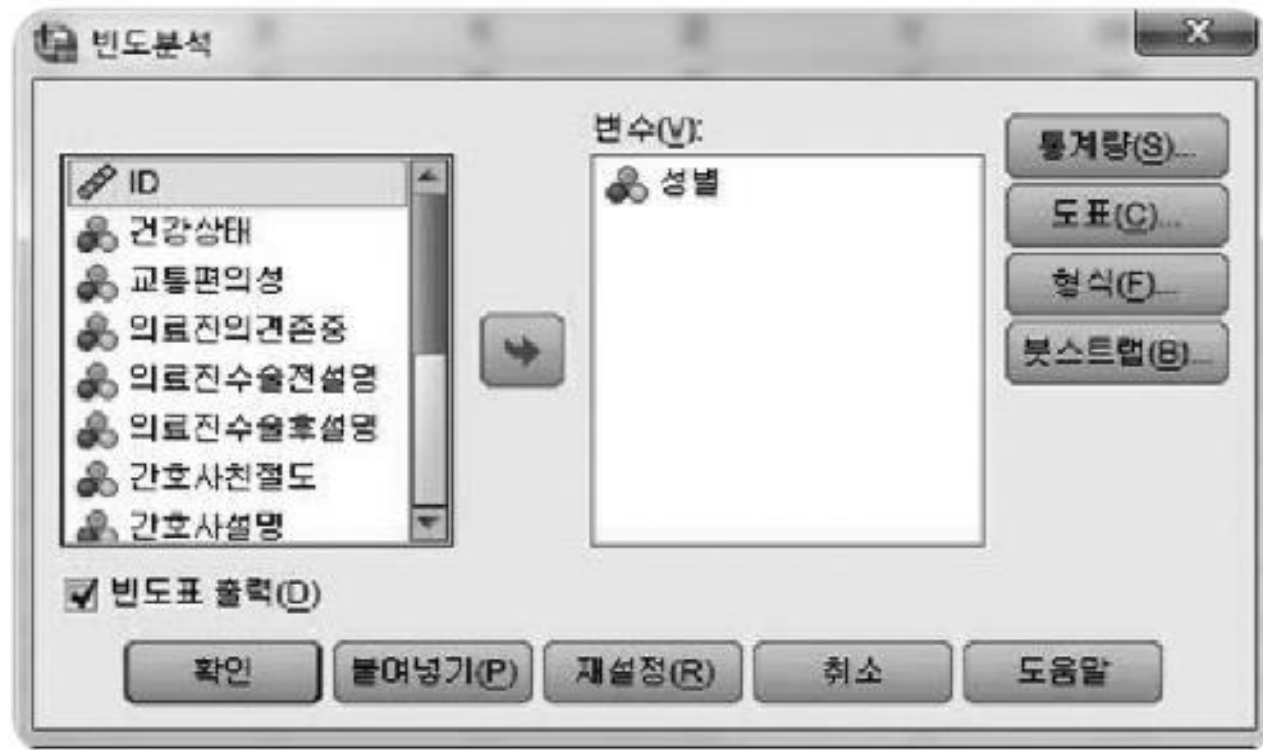 빈도분석
변수(V):
ID
건강상태
교통편의성
의료진의견존중
의료진수술전설명
의료진수술후설명
간호사친절도
간호사설명
성별
통계량(S)...
도표(C)...
형식(F)...
붓스트랩(B)...
빈도표 출력(D)
확인
붙여넣기(P)
재설정(R)
취소
도움말